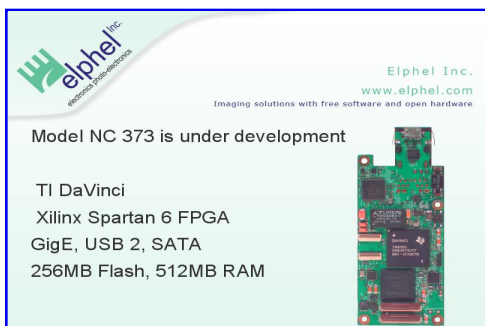 elphel Inc.
electronics photo-electronics
Elphel Inc.
www.elphel.com
Imaging solutions with free software and open hardware
Model NC 373 is under development
TI DaVinci
Xilinx Spartan 6 FPGA
GigE, USB 2, SATA
256MB Flash, 512MB RAM
DAVINCI